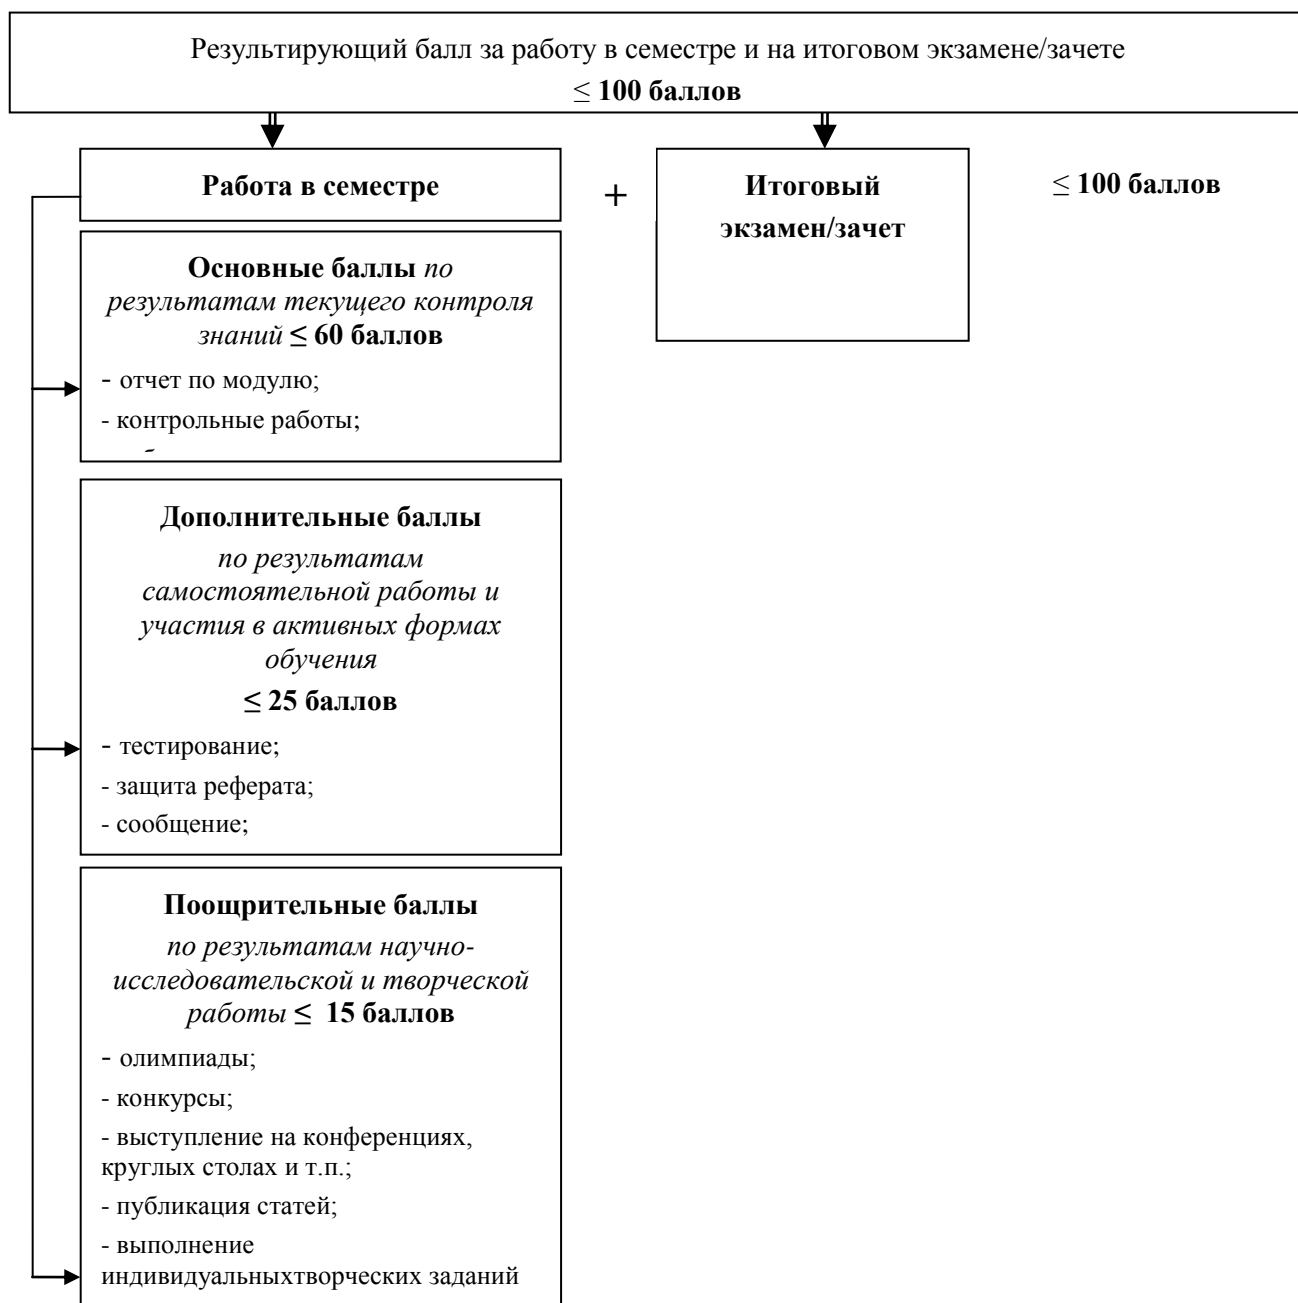 Результирующий балл за работу в семестре и на итоговом экзамене/зачете
≤ 100 баллов
Работа в семестре
+
Итоговый
экзамен/зачет
≤ 100 баллов
Основные баллы по
результатам текущего контроля
знаний ≤ 60 баллов
- отчет по модулю;
- контрольные работы;
Дополнительные баллы
по результатам
самостоятельной работы и
участия в активных формах
обучения
≤ 25 баллов
- тестирование;
- защита реферата;
- сообщение;
Поощрительные баллы
по результатам научно-
исследовательской и творческой
работы ≤ 15 баллов
- олимпиады;
- конкурсы;
- выступление на конференциях,
круглых столах и т.п.;
- публикация статей;
- выполнение
индивидуальныхтворческих заданий